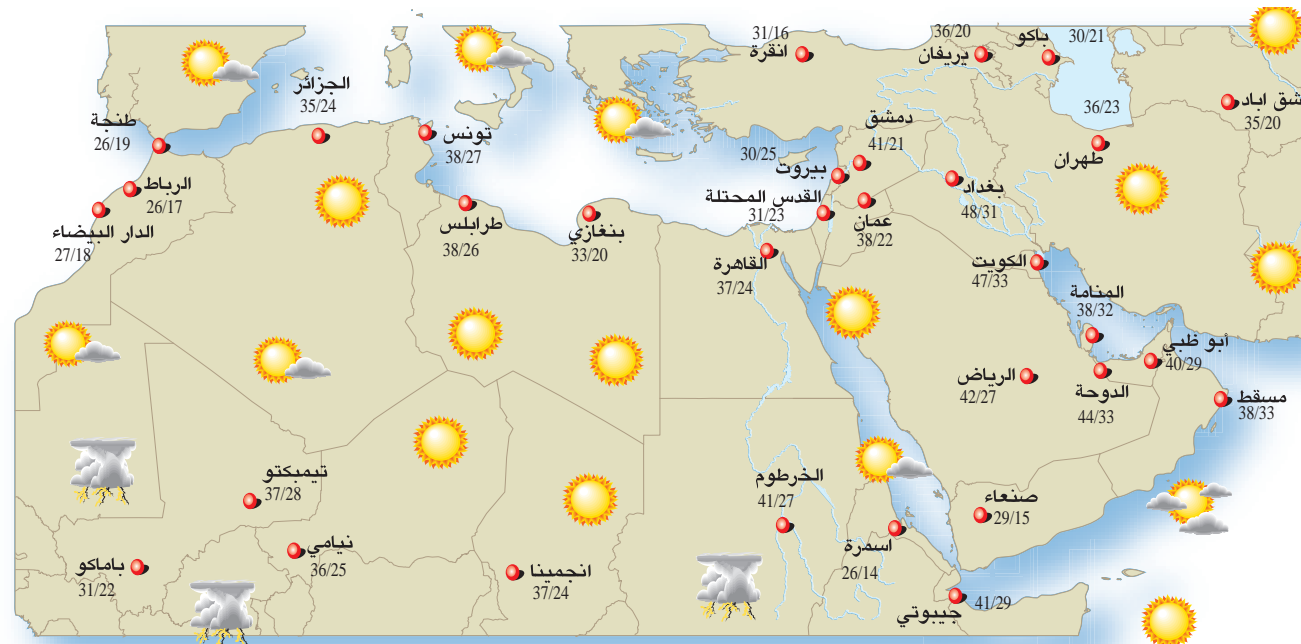 31/16
انقرة
36/20
يريفان
باكو
30/21
شق اباد
35/20
36/23
طهران
الجزائر
35/24
طنجة
26/19
الرباط
26/17
الدار البيضاء
27/18
تونس
38/27
طرابلس
38/26
بنغازي
33/20
دمشق
41/21
30/25
بيروت
القدس المحتلة
31/23
عمان
38/22
بغداد
48/31
القاهرة
37/24
الكويت
47/33
المنامة
38/32
أبو ظبي
40/29
الرياض
42/27
الدوحة
44/33
مسقط
38/33
تيمبكتو
37/28
الخرطوم
41/27
صنعاء
29/15
اسمرة
26/14
نيامي
36/25
باماكو
31/22
انجمينا
37/24
41/29
جيبوتي